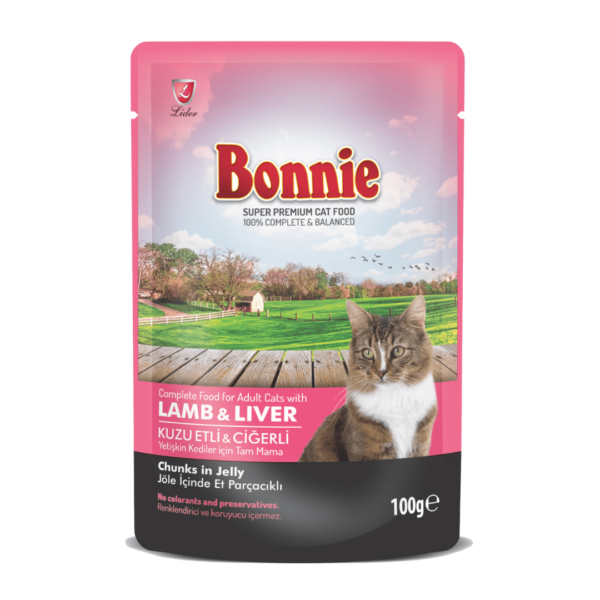 L
Lider
Bonnie
SUPER PREMIUM CAT FOOD
100% COMPLETE & BALANCED
Complete Food for Adult Cats with
LAMB & LIVER
KUZU ETLİ & CİĞERLİ
Yetişkin Kediler için Tam Mama
Chunks in Jelly
Jöle İçinde Et Parçacıklı
No colorants and preservatives.
Renklendirici ve koruyucu içermez.
100g℮